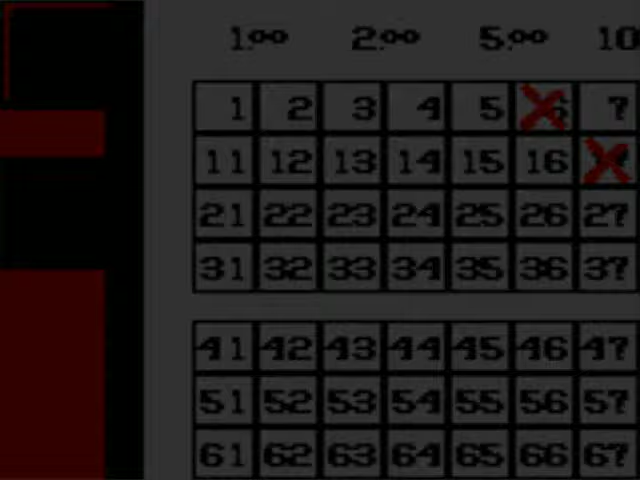 1.00 2.00 5.00 10
1 2 3 4 5 6 7
11 12 13 14 15 16
21 22 23 24 25 26 27
31 32 33 34 35 36 37
41 42 43 44 45 46 47
51 52 53 54 55 56 57
61 62 63 64 65 66 67